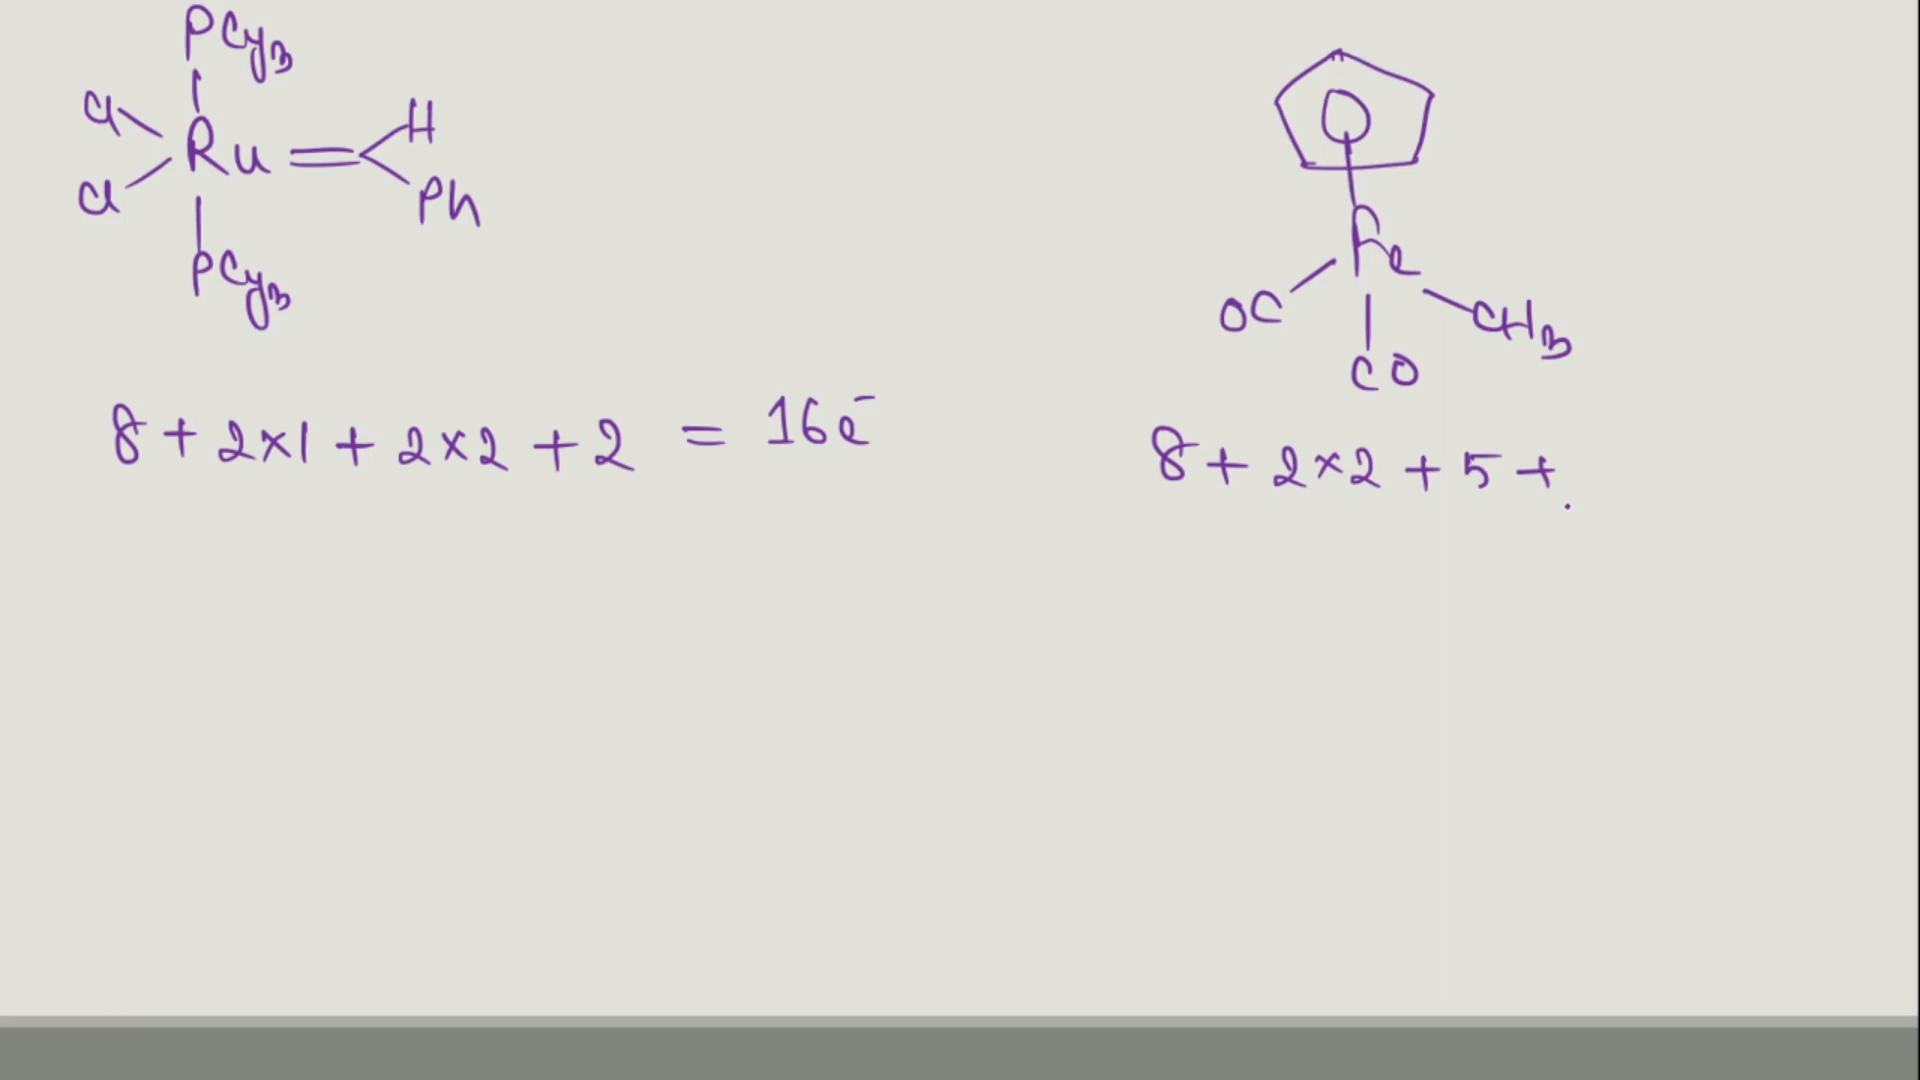 PCy3
Cl
Ru
H
Cl
Ph
PCy3
8 + 2×1 + 2×2 + 2 = 16e⁻
Fe
OC
CH3
CO
8 + 2×2 + 5 +